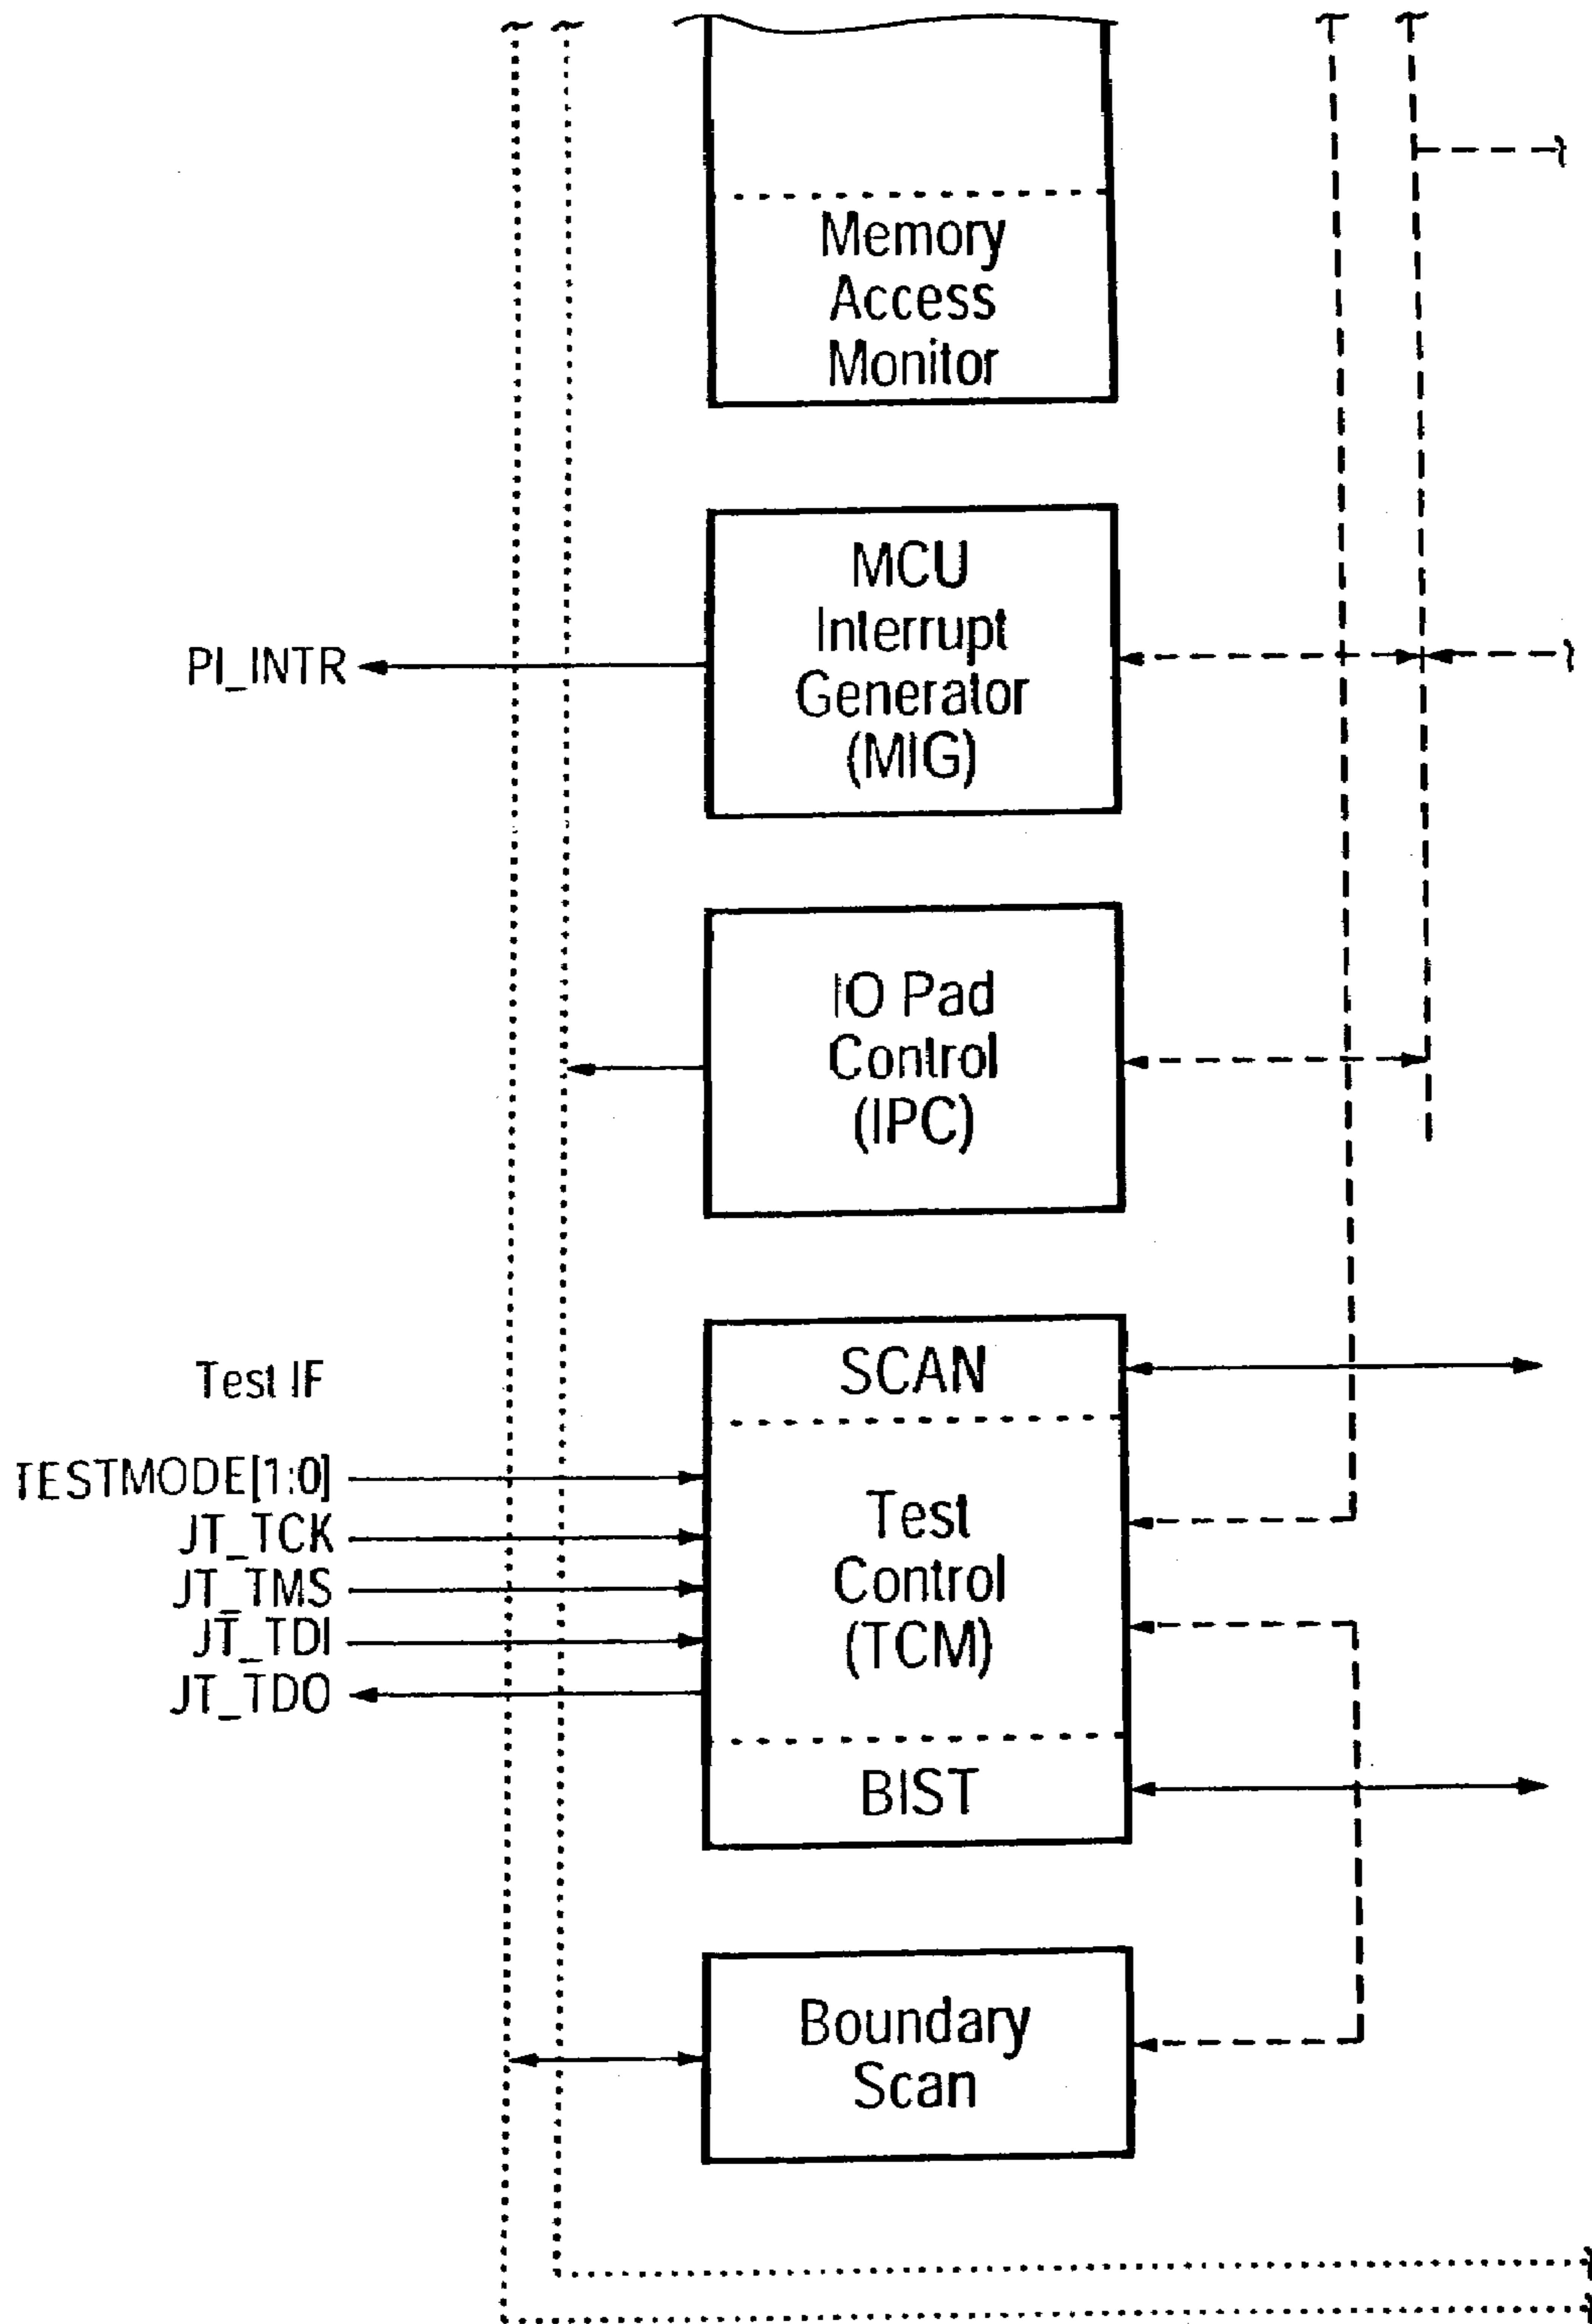 Memory
Access
Monitor
MCU
Interrupt
Generator
(MIG)
PI_INTR
IO Pad
Control
(IPC)
Test IF
TESTMODE[1:0]
JT_TCK
JT_TMS
JT_TDI
JT_TDO
SCAN
Test
Control
(TCM)
BIST
Boundary
Scan